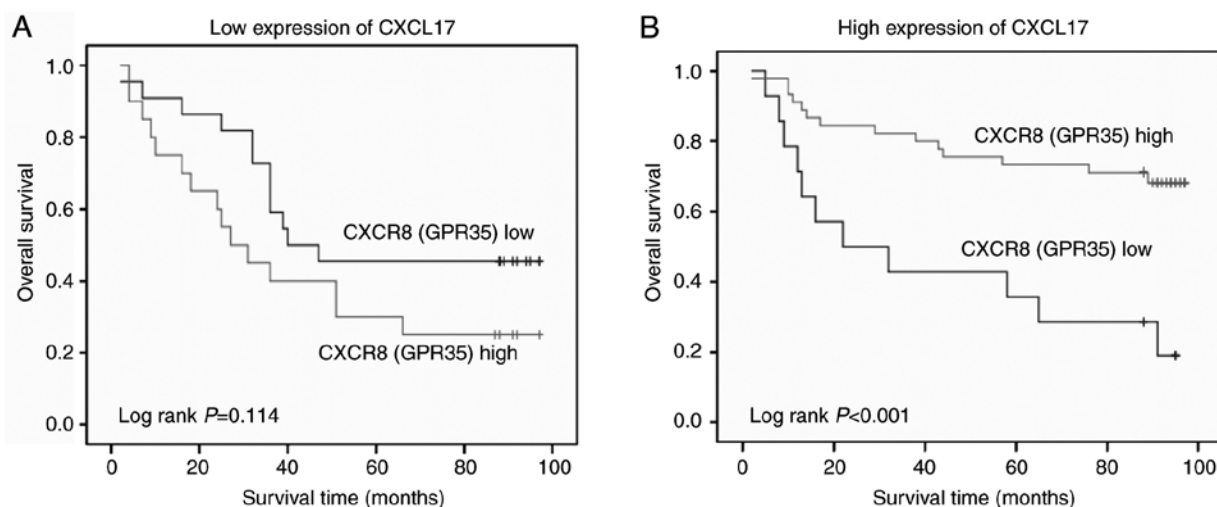 A
Low expression of CXCL17
Overall survival
1.0
0.8
0.6
0.4
0.2
0.0
CXCR8 (GPR35) low
CXCR8 (GPR35) high
Log rank P=0.114
0 20 40 60 80 100
Survival time (months)
B
High expression of CXCL17
Overall survival
1.0
0.8
0.6
0.4
0.2
0.0
CXCR8 (GPR35) high
CXCR8 (GPR35) low
Log rank P<0.001
0 20 40 60 80 100
Survival time (months)